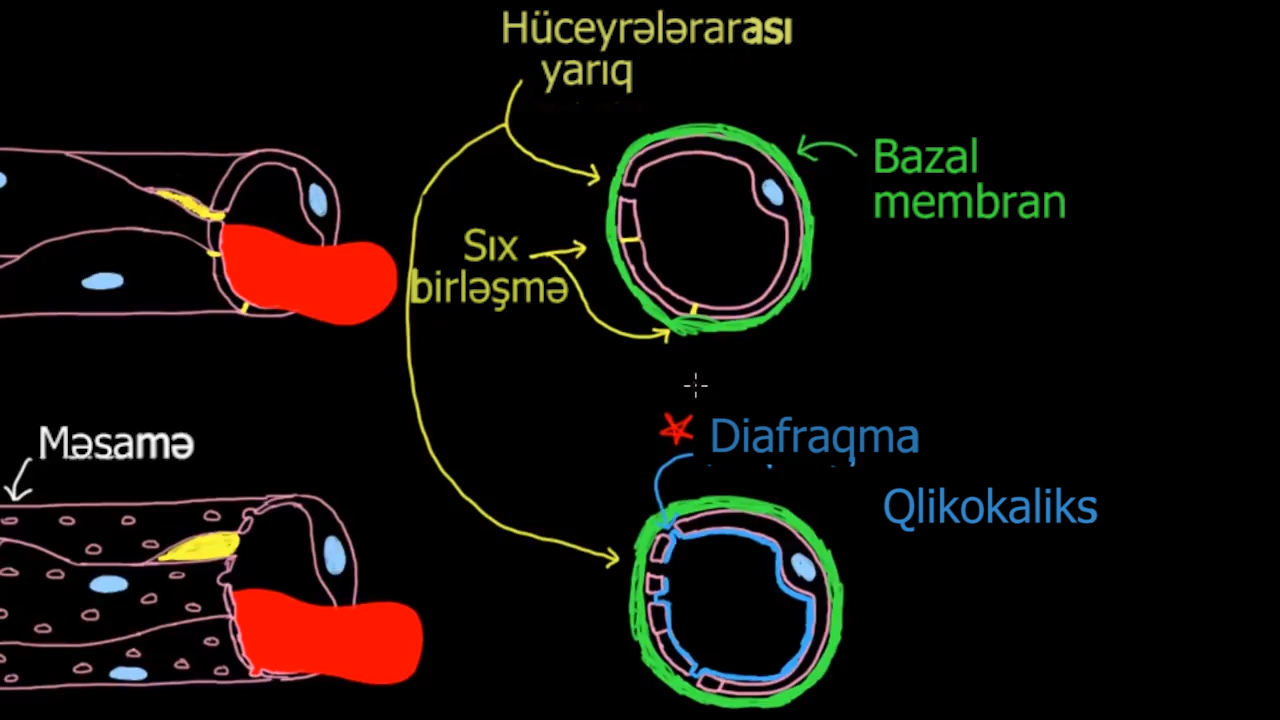 Hüceyrələrarası
yarıq
Bazal
membran
Sıx
birləşmə
Məsamə
Diafraqma
Qlikokaliks